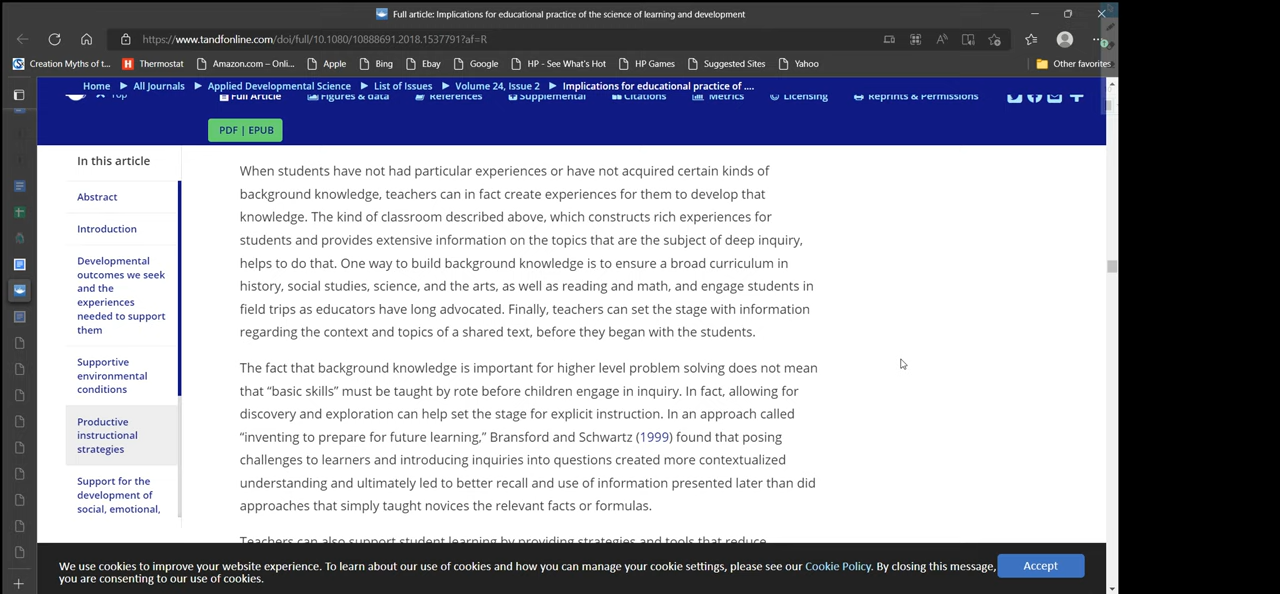 Full article: Implications for educational practice of the science of learning and development
https://www.tandfonline.com/doi/full/10.1080/10888691.2018.1537791?af=R
Creation Myths of t... Thermostat Amazon.com – Onli... Apple Bing Ebay Google HP - See What's Hot HP Games Suggested Sites Yahoo Other favorites
Home All Journals Applied Developmental Science List of Issues Volume 24, Issue 2 Implications for educational practice of ....
Top Full Article Figures & data References Supplemental Citations Metrics Licensing Reprints & Permissions
PDF | EPUB
In this article
Abstract
Introduction
Developmental
outcomes we seek
and the
experiences
needed to support
them
Supportive
environmental
conditions
Productive
instructional
strategies
Support for the
development of
social, emotional,
When students have not had particular experiences or have not acquired certain kinds of
background knowledge, teachers can in fact create experiences for them to develop that
knowledge. The kind of classroom described above, which constructs rich experiences for
students and provides extensive information on the topics that are the subject of deep inquiry,
helps to do that. One way to build background knowledge is to ensure a broad curriculum in
history, social studies, science, and the arts, as well as reading and math, and engage students in
field trips as educators have long advocated. Finally, teachers can set the stage with information
regarding the context and topics of a shared text, before they began with the students.
The fact that background knowledge is important for higher level problem solving does not mean
that “basic skills” must be taught by rote before children engage in inquiry. In fact, allowing for
discovery and exploration can help set the stage for explicit instruction. In an approach called
“inventing to prepare for future learning,” Bransford and Schwartz (1999) found that posing
challenges to learners and introducing inquiries into questions created more contextualized
understanding and ultimately led to better recall and use of information presented later than did
approaches that simply taught novices the relevant facts or formulas.
Teachers can also support student learning by providing strategies and tools that reduce
We use cookies to improve your website experience. To learn about our use of cookies and how you can manage your cookie settings, please see our Cookie Policy. By closing this message,
you are consenting to our use of cookies.
Accept